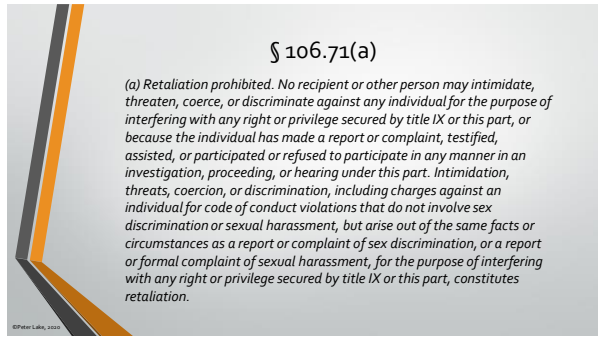 § 106.71(a)
(a) Retaliation prohibited. No recipient or other person may intimidate,
threaten, coerce, or discriminate against any individual for the purpose of
interfering with any right or privilege secured by title IX or this part, or
because the individual has made a report or complaint, testified,
assisted, or participated or refused to participate in any manner in an
investigation, proceeding, or hearing under this part. Intimidation,
threats, coercion, or discrimination, including charges against an
individual for code of conduct violations that do not involve sex
discrimination or sexual harassment, but arise out of the same facts or
circumstances as a report or complaint of sex discrimination, or a report
or formal complaint of sexual harassment, for the purpose of interfering
with any right or privilege secured by title IX or this part, constitutes
retaliation.
©Peter Lake, 2020